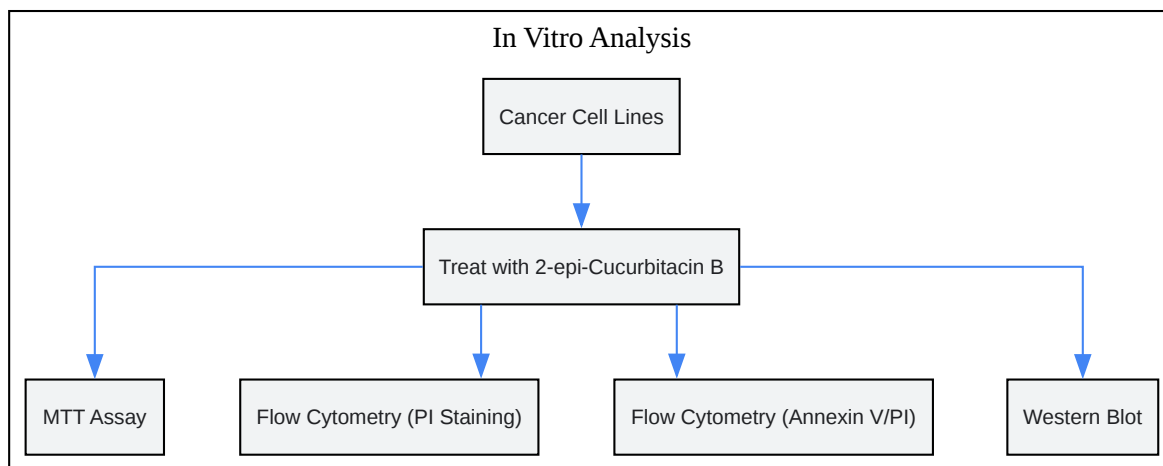 In Vitro Analysis
Cancer Cell Lines
Treat with 2-epi-Cucurbitacin B
MTT Assay
Flow Cytometry (PI Staining)
Flow Cytometry (Annexin V/PI)
Western Blot